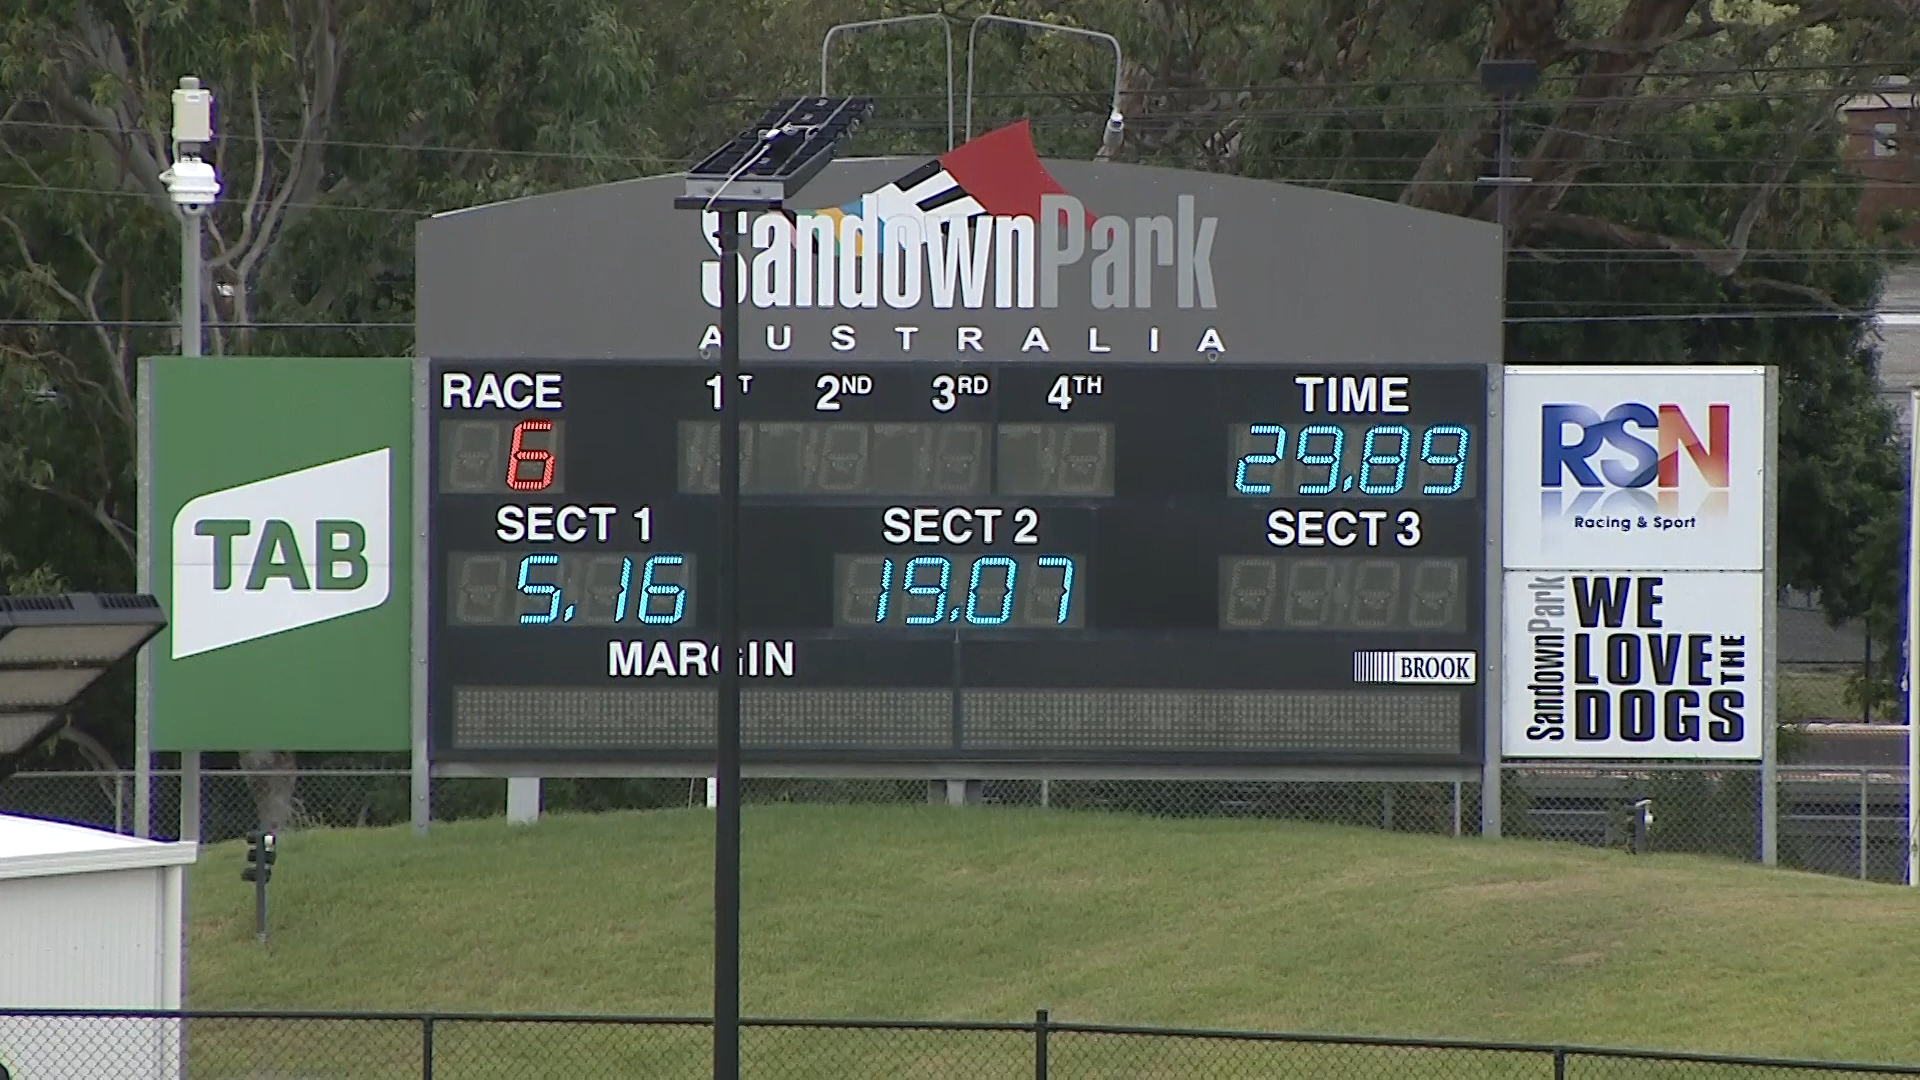 SandownPark
AUSTRALIA
RACE 1ST 2ND 3RD 4TH TIME
6 29.89
SECT 1 SECT 2 SECT 3
5.16 19.07
MARGIN
BROOK
TAB
RSN
Racing & Sport
SandownPark
WE
LOVE THE
DOGS